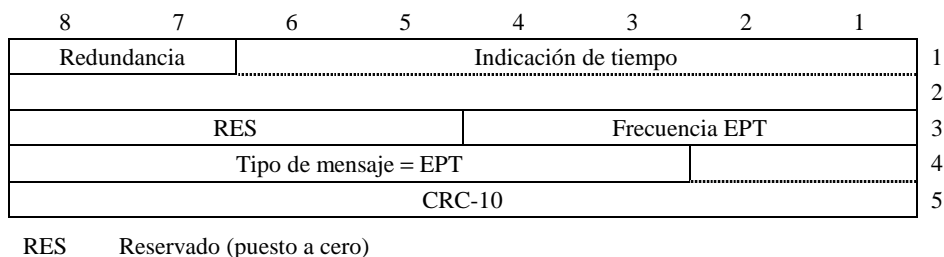 8 7 6 5 4 3 2 1
Redundancia Indicación de tiempo 1
2
RES Frecuencia EPT 3
Tipo de mensaje = EPT 4
CRC-10 5
RES Reservado (puesto a cero)